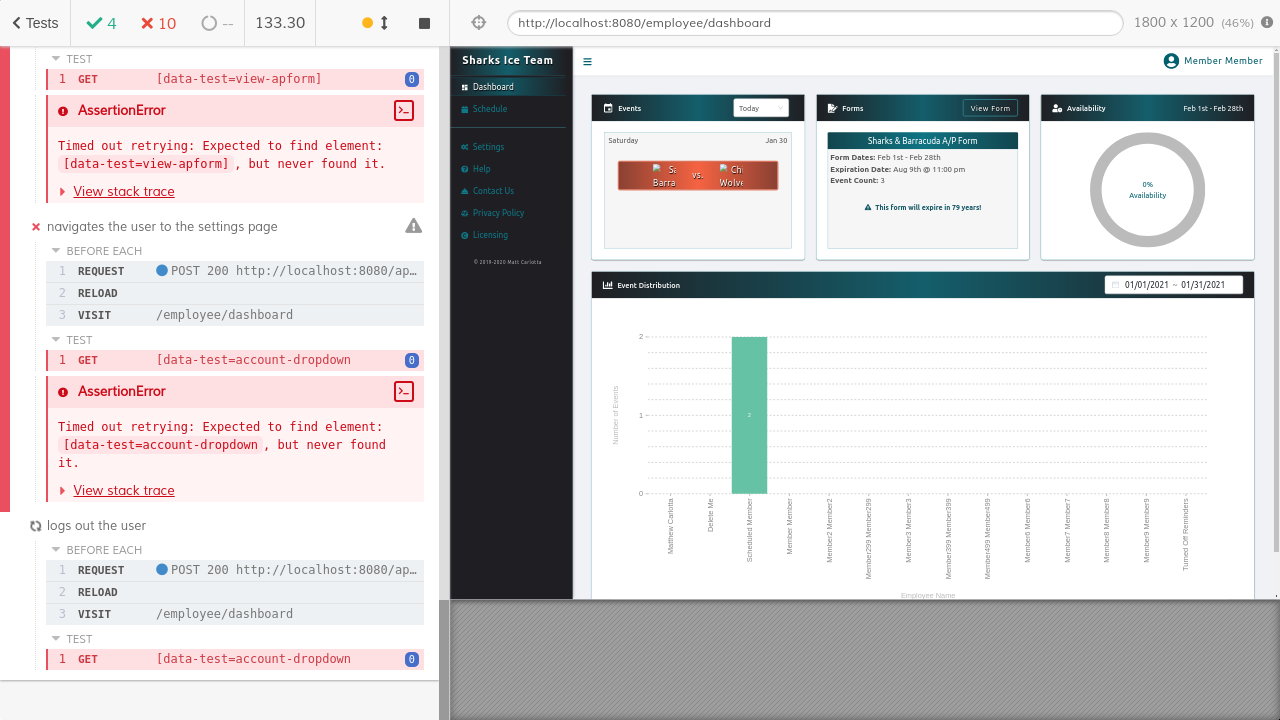 Tests
4
10
--
133.30
http://localhost:8080/employee/dashboard
1800 x 1200 (46%)
TEST
1 GET [data-test=view-apform] 0
AssertionError
Timed out retrying: Expected to find element:
[data-test=view-apform], but never found it.
View stack trace
navigates the user to the settings page
BEFORE EACH
1 REQUEST POST 200 http://localhost:8080/ap…
2 RELOAD
3 VISIT /employee/dashboard
TEST
1 GET [data-test=account-dropdown 0
AssertionError
Timed out retrying: Expected to find element:
[data-test=account-dropdown, but never found
it.
View stack trace
logs out the user
BEFORE EACH
1 REQUEST POST 200 http://localhost:8080/ap…
2 RELOAD
3 VISIT /employee/dashboard
TEST
1 GET [data-test=account-dropdown 0
Sharks Ice Team
Dashboard
Schedule
Settings
Help
Contact Us
Privacy Policy
Licensing
© 2019-2020 Matt Carlotta
Member Member
Events
Today
Saturday
Jan 30
Sa
Barra
vs.
Chi
Wolve
Forms
View Form
Sharks & Barracuda A/P Form
Form Dates: Feb 1st - Feb 28th
Expiration Date: Aug 9th @ 11:00 pm
Event Count: 3
This form will expire in 79 years!
Availability
Feb 1st - Feb 28th
0%
Availability
Event Distribution
01/01/2021 ~ 01/31/2021
Number of Events
2
1
0
2
Matthew Carlotta
Delete Me
Scheduled Member
Member Member
Member2 Member2
Member299 Member299
Member3 Member3
Member399 Member399
Member499 Member499
Member6 Member6
Member7 Member7
Member8 Member8
Member9 Member9
Turned Off Reminders
Employee Name